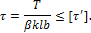 τ = T / βklb ≤ [τ'].